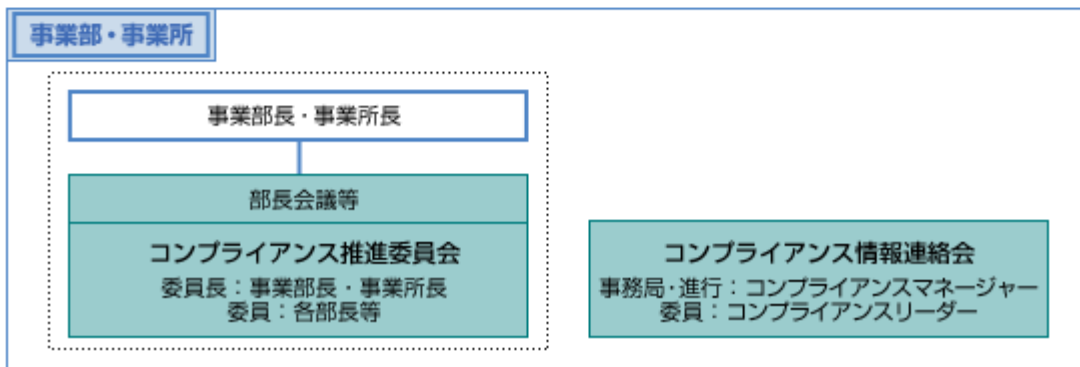 事業部・事業所
事業部長・事業所長
部長会議等
コンプライアンス推進委員会
委員長：事業部長・事業所長
委員：各部長等
コンプライアンス情報連絡会
事務局・進行：コンプライアンスマネージャー
委員：コンプライアンスリーダー